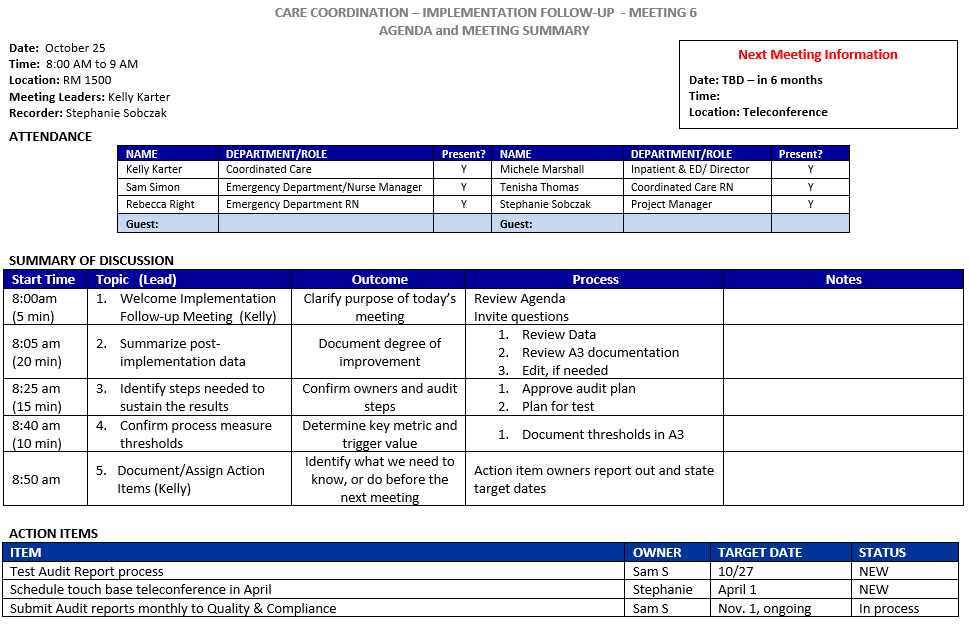 CARE COORDINATION – IMPLEMENTATION FOLLOW-UP - MEETING 6
AGENDA and MEETING SUMMARY
Date: October 25
Time: 8:00 AM to 9 AM
Location: RM 1500
Meeting Leaders: Kelly Karter
Recorder: Stephanie Sobczak
Next Meeting Information
Date: TBD – in 6 months
Time:
Location: Teleconference
ATTENDANCE
NAME DEPARTMENT/ROLE Present? NAME DEPARTMENT/ROLE Present?
Kelly Karter Coordinated Care Y Michele Marshall Inpatient & ED/ Director Y
Sam Simon Emergency Department/Nurse Manager Y Tenisha Thomas Coordinated Care RN Y
Rebecca Right Emergency Department RN Y Stephanie Sobczak Project Manager Y
Guest: Guest:
SUMMARY OF DISCUSSION
Start Time Topic (Lead) Outcome Process Notes
8:00am
(5 min)
1. Welcome Implementation
Follow-up Meeting (Kelly)
Clarify purpose of today's
meeting
Review Agenda
Invite questions
8:05 am
(20 min)
2. Summarize post-
implementation data
Document degree of
improvement
1. Review Data
2. Review A3 documentation
3. Edit, if needed
8:25 am
(15 min)
3. Identify steps needed to
sustain the results
Confirm owners and audit
steps
1. Approve audit plan
2. Plan for test
8:40 am
(10 min)
4. Confirm process measure
thresholds
Determine key metric and
trigger value
1. Document thresholds in A3
8:50 am
5. Document/Assign Action
Items (Kelly)
Identify what we need to
know, or do before the
next meeting
Action item owners report out and state
target dates
ACTION ITEMS
ITEM OWNER TARGET DATE STATUS
Test Audit Report process Sam S 10/27 NEW
Schedule touch base teleconference in April Stephanie April 1 NEW
Submit Audit reports monthly to Quality & Compliance Sam S Nov. 1, ongoing In process